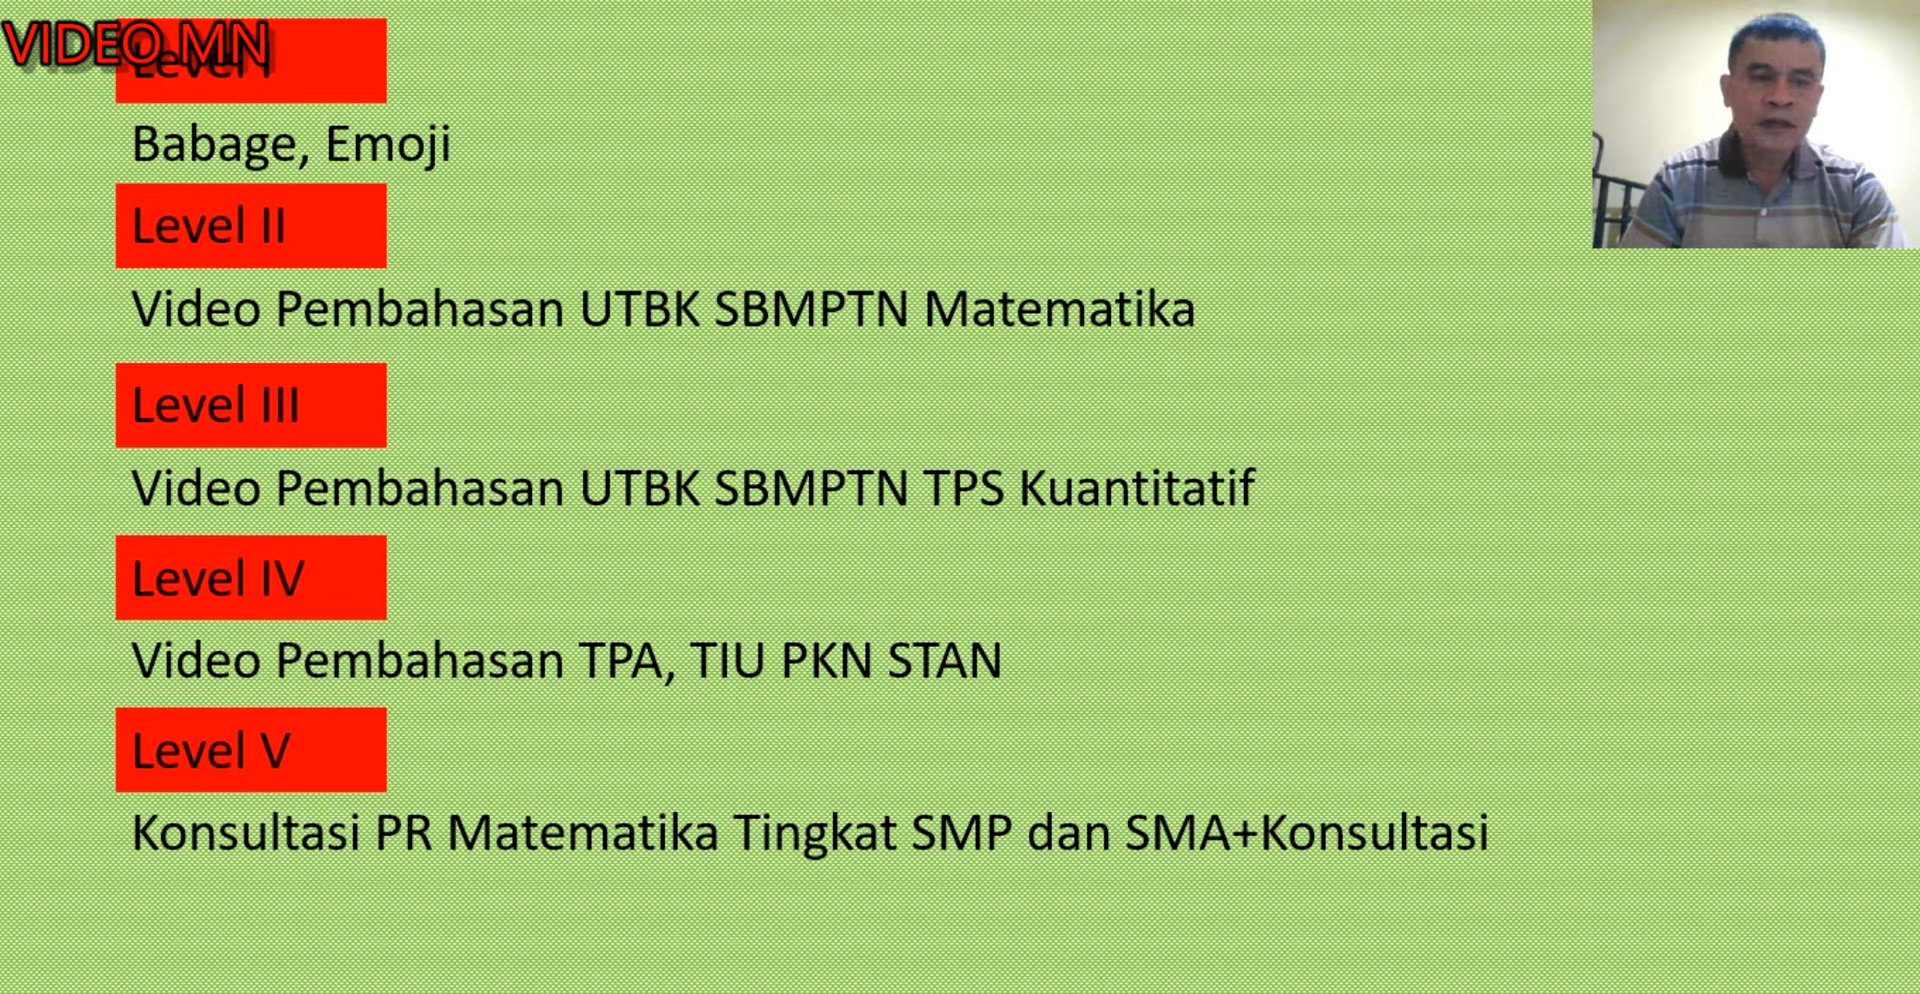 VIDEO MN
Level I
Babage, Emoji
Level II
Video Pembahasan UTBK SBMPTN Matematika
Level III
Video Pembahasan UTBK SBMPTN TPS Kuantitatif
Level IV
Video Pembahasan TPA, TIU PKN STAN
Level V
Konsultasi PR Matematika Tingkat SMP dan SMA+Konsultasi